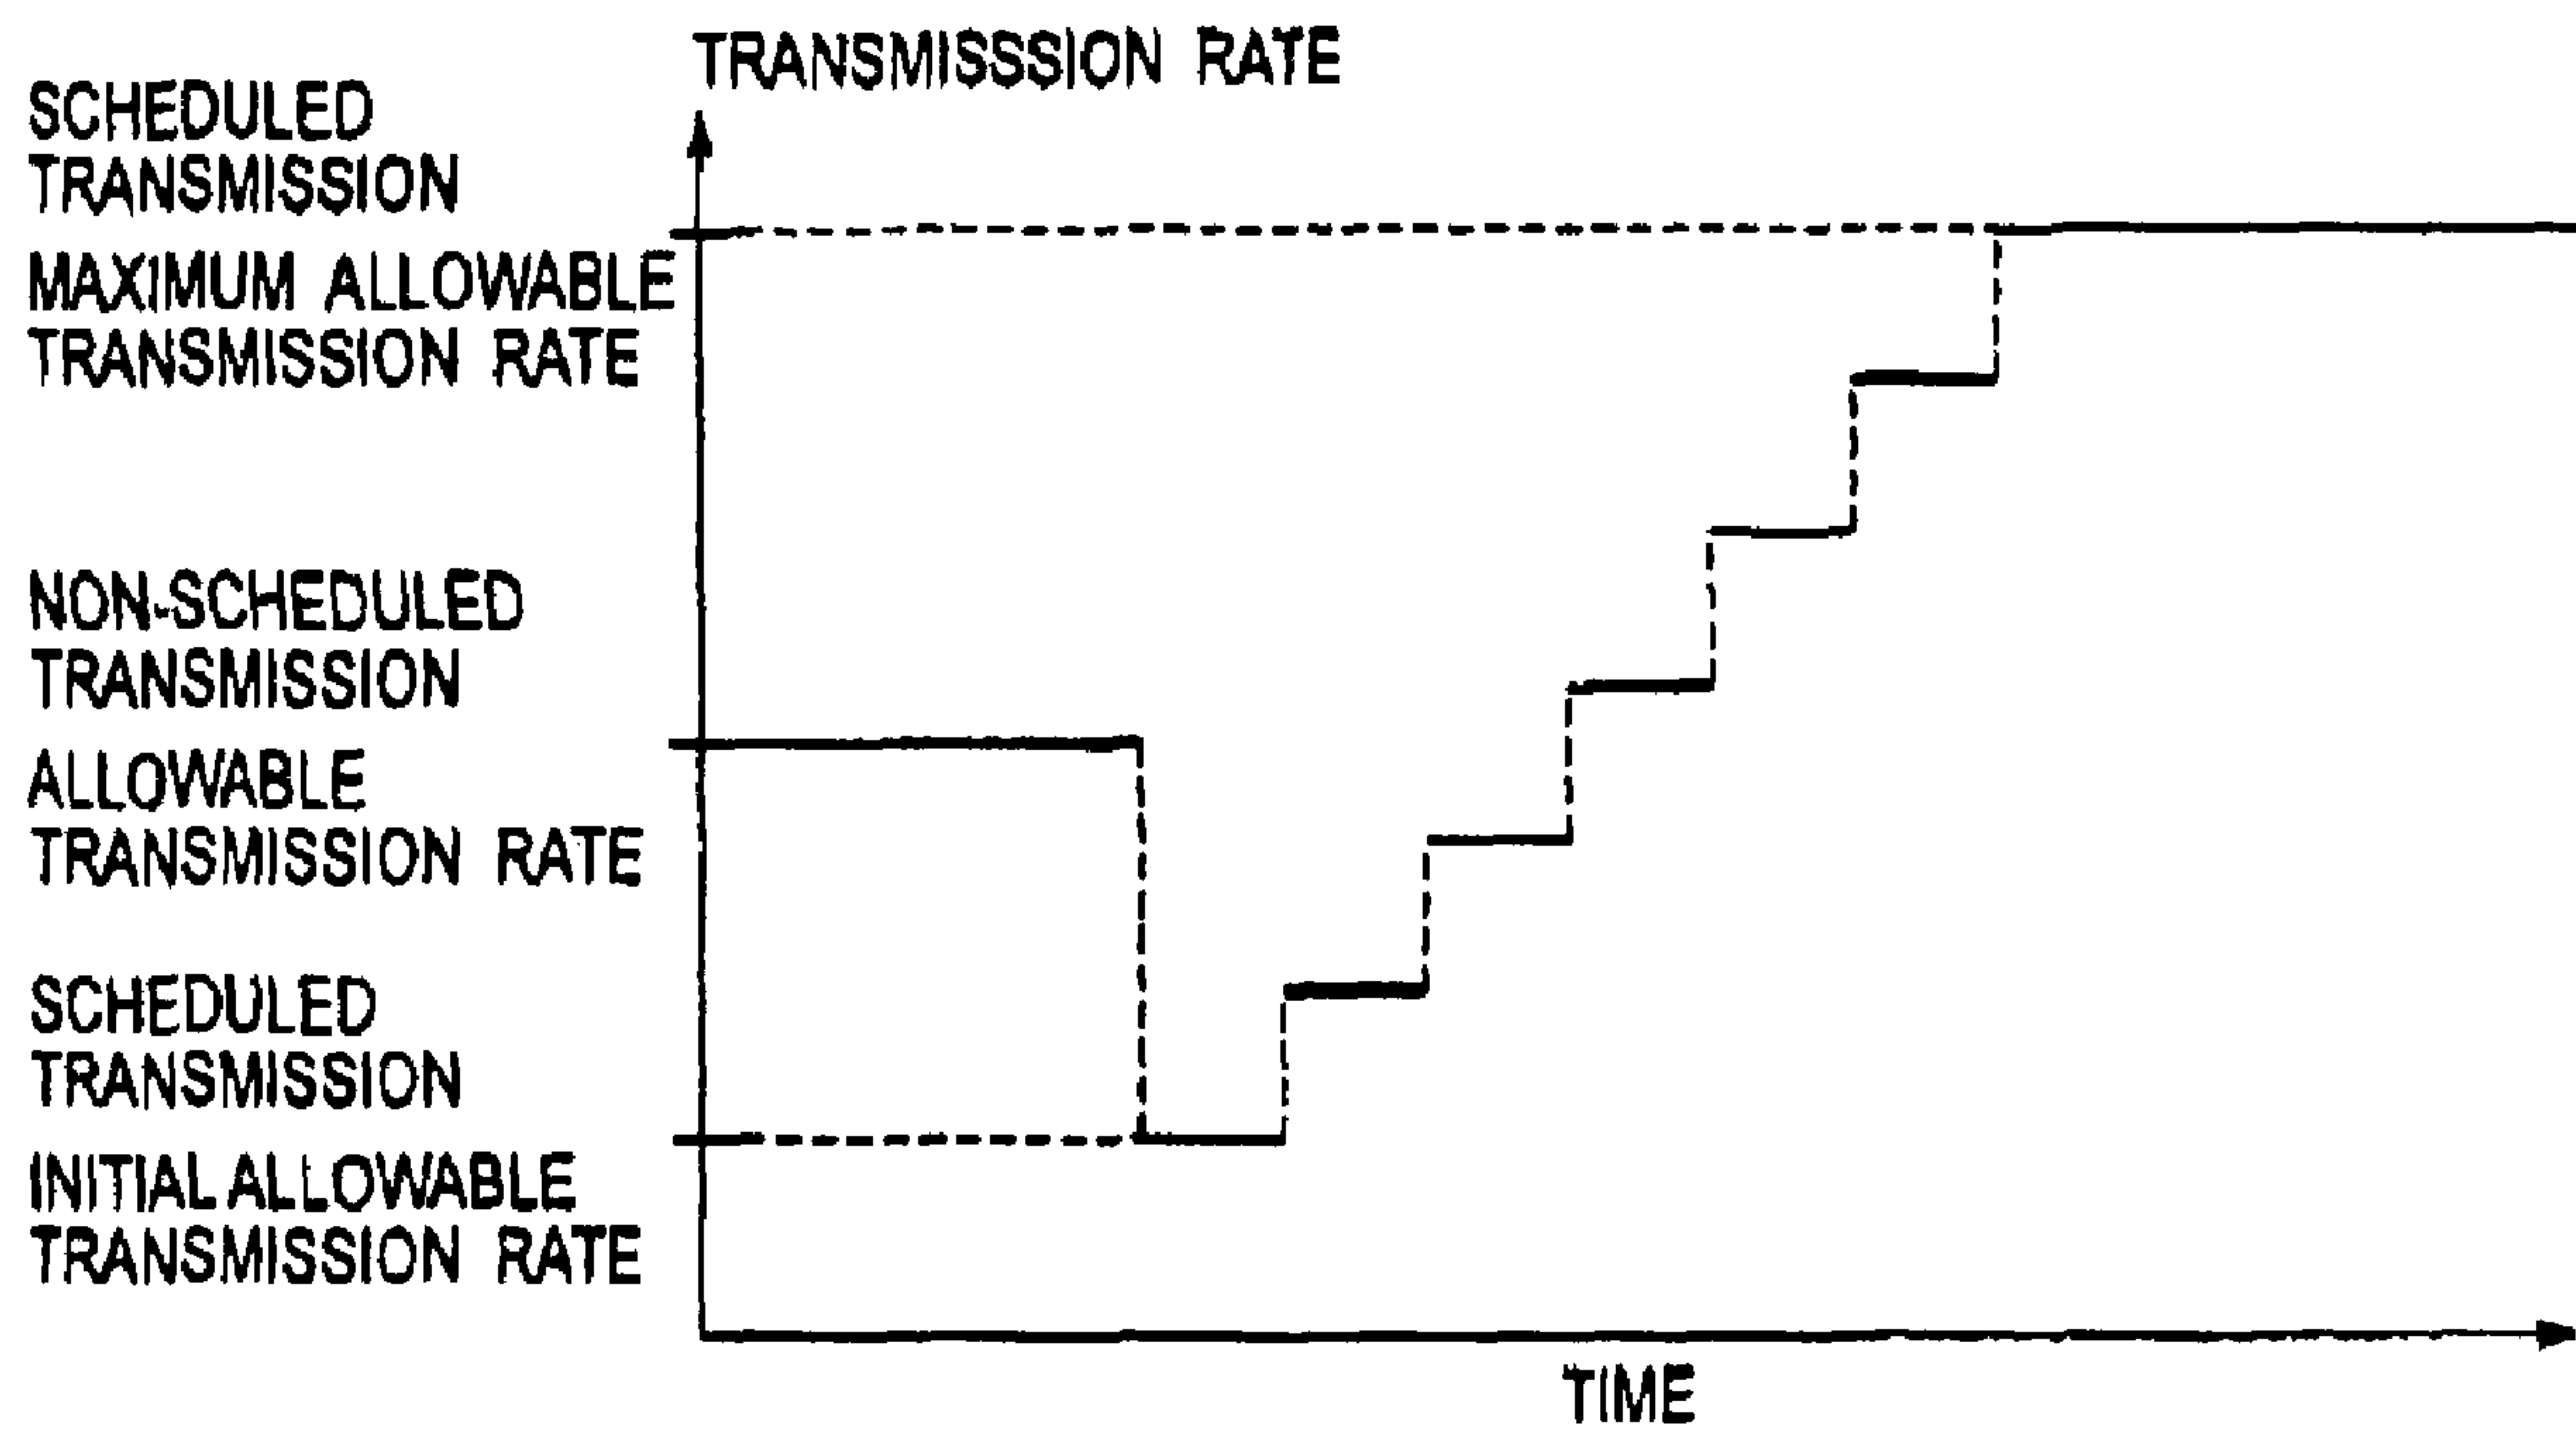 TRANSMISSSION RATE
SCHEDULED
TRANSMISSION
MAXIMUM ALLOWABLE
TRANSMISSION RATE
NON-SCHEDULED
TRANSMISSION
ALLOWABLE
TRANSMISSION RATE
SCHEDULED
TRANSMISSION
INITIAL ALLOWABLE
TRANSMISSION RATE
TIME